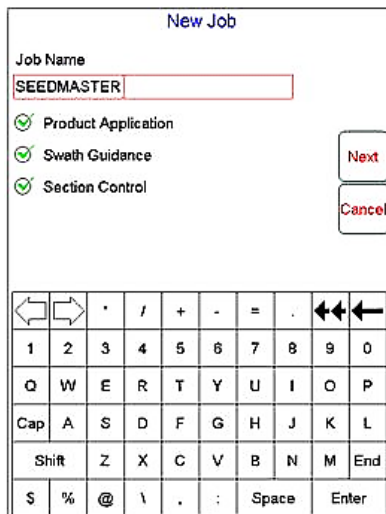 New Job
Job Name
SEEDMASTER
Product Application
Swath Guidance
Section Control
Next
Cancel
* / + - = .
1 2 3 4 5 6 7 8 9 0
Q W E R T Y U I O P
Cap A S D F G H J K L
Shift Z X C V B N M End
$ % @ \ . : Space Enter